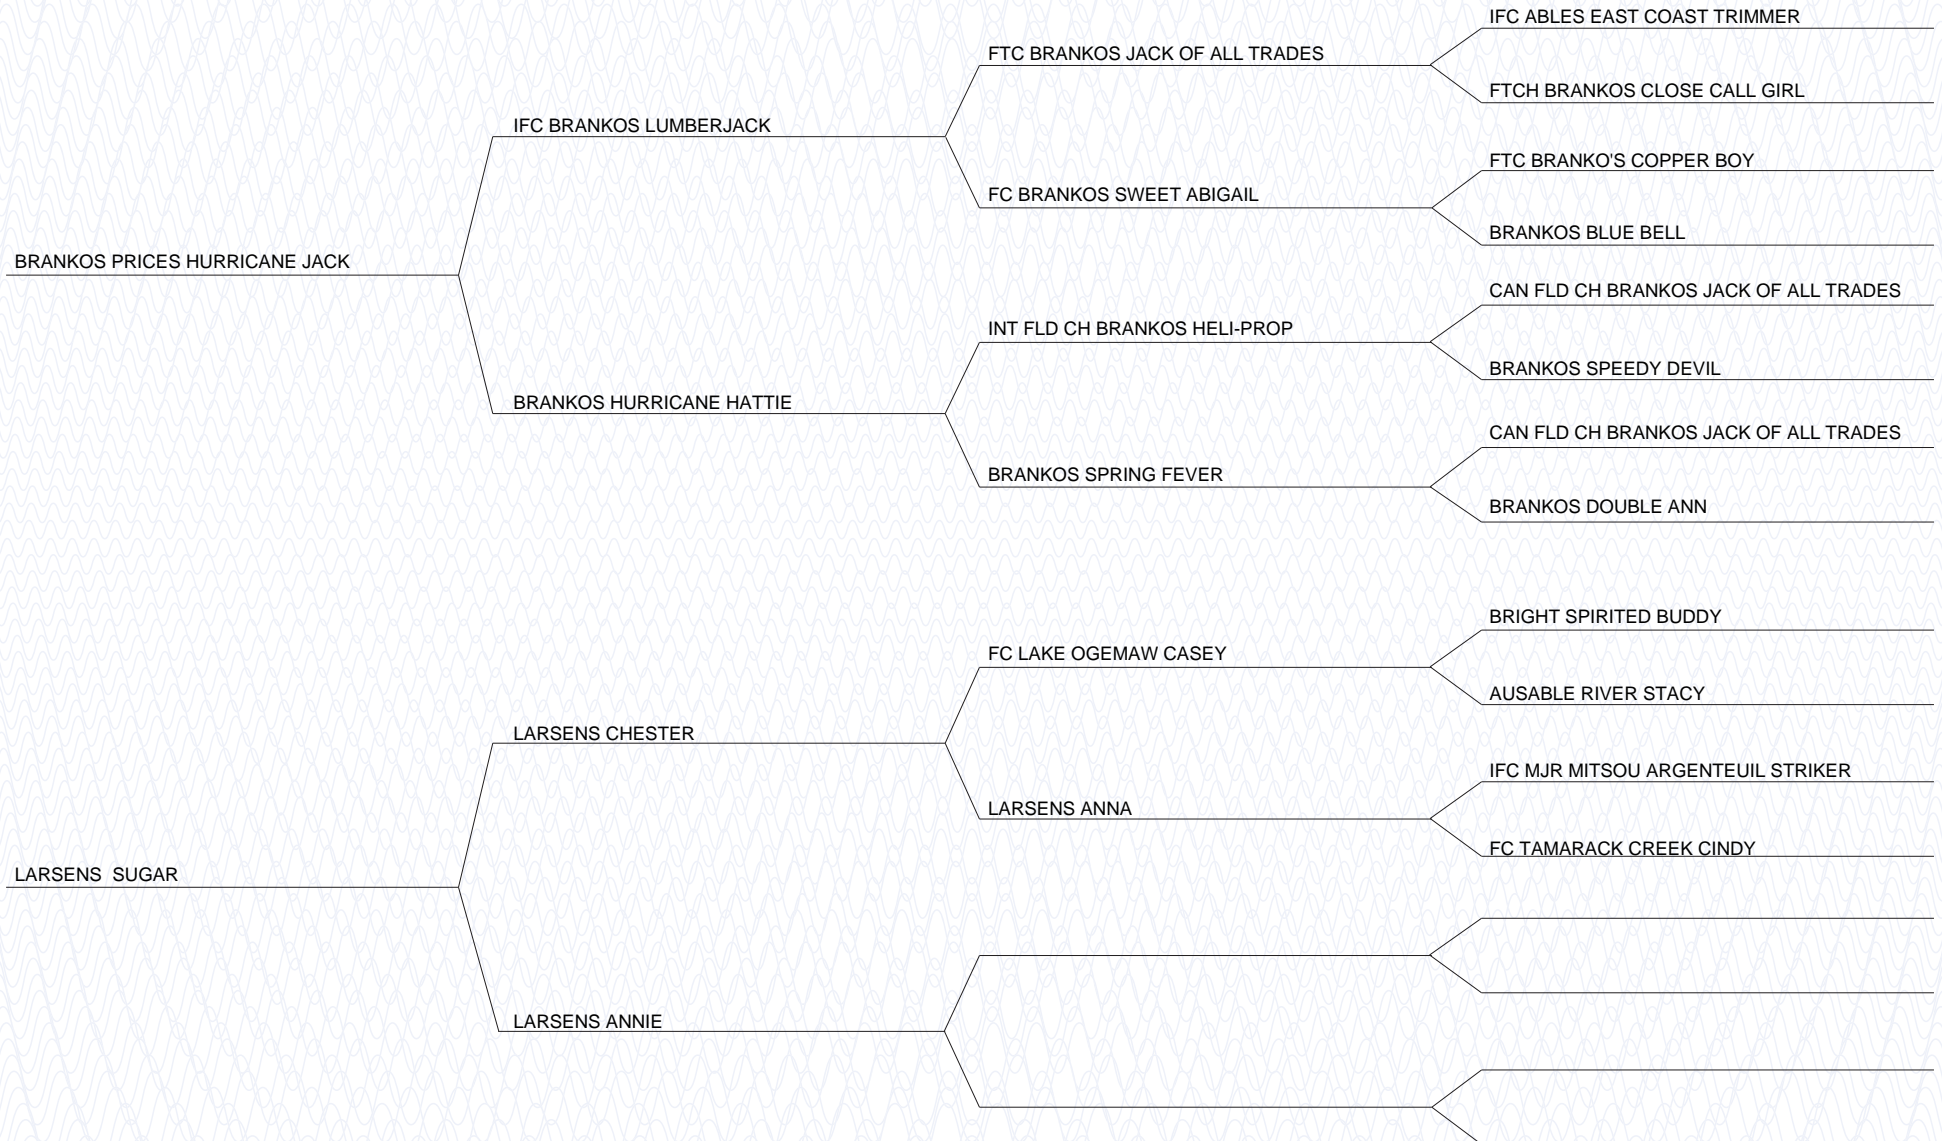 IFC ABLES EAST COAST TRIMMER
FTC BRANKOS JACK OF ALL TRADES
FTCH BRANKOS CLOSE CALL GIRL
IFC BRANKOS LUMBERJACK
FTC BRANKO'S COPPER BOY
FC BRANKOS SWEET ABIGAIL
BRANKOS BLUE BELL
BRANKOS PRICES HURRICANE JACK
CAN FLD CH BRANKOS JACK OF ALL TRADES
INT FLD CH BRANKOS HELI-PROP
BRANKOS SPEEDY DEVIL
BRANKOS HURRICANE HATTIE
CAN FLD CH BRANKOS JACK OF ALL TRADES
BRANKOS SPRING FEVER
BRANKOS DOUBLE ANN
BRIGHT SPIRITED BUDDY
FC LAKE OGEMAW CASEY
AUSABLE RIVER STACY
LARSENS CHESTER
IFC MJR MITSOU ARGENTEUIL STRIKER
LARSENS ANNA
FC TAMARACK CREEK CINDY
LARSENS  SUGAR
LARSENS ANNIE